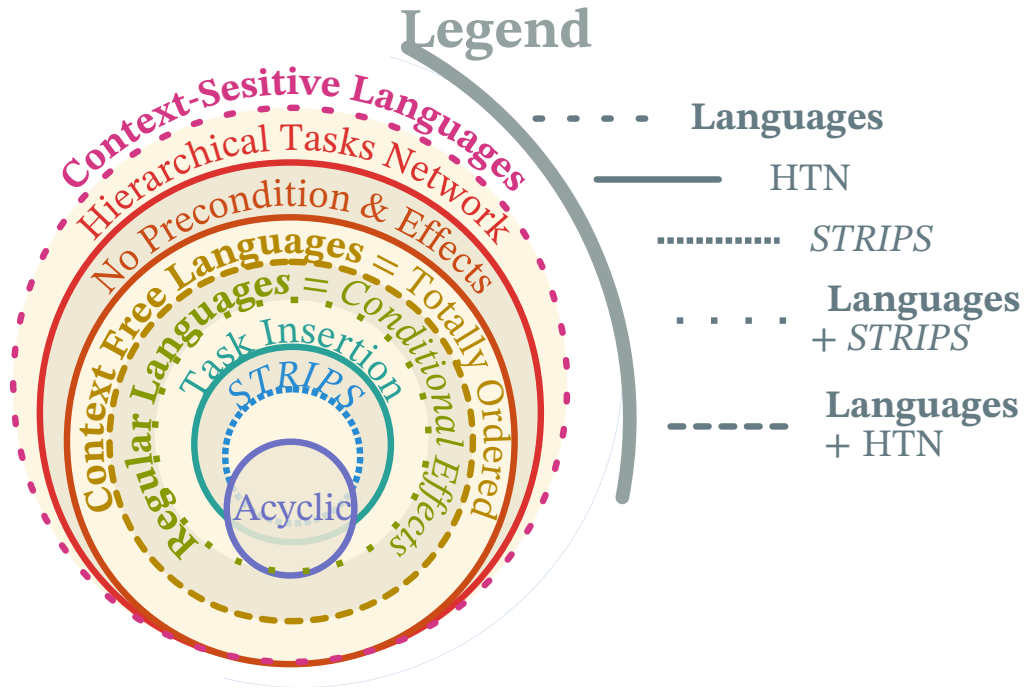 Legend
Context-Sesitive Languages
Hierarchical Tasks Network
No Precondition & Effects
Context Free Languages = Totally Ordered
Regular Languages = Conditional Effects
Task Insertion
STRIPS
Acyclic
Languages
HTN
STRIPS
Languages
+ STRIPS
Languages
+ HTN